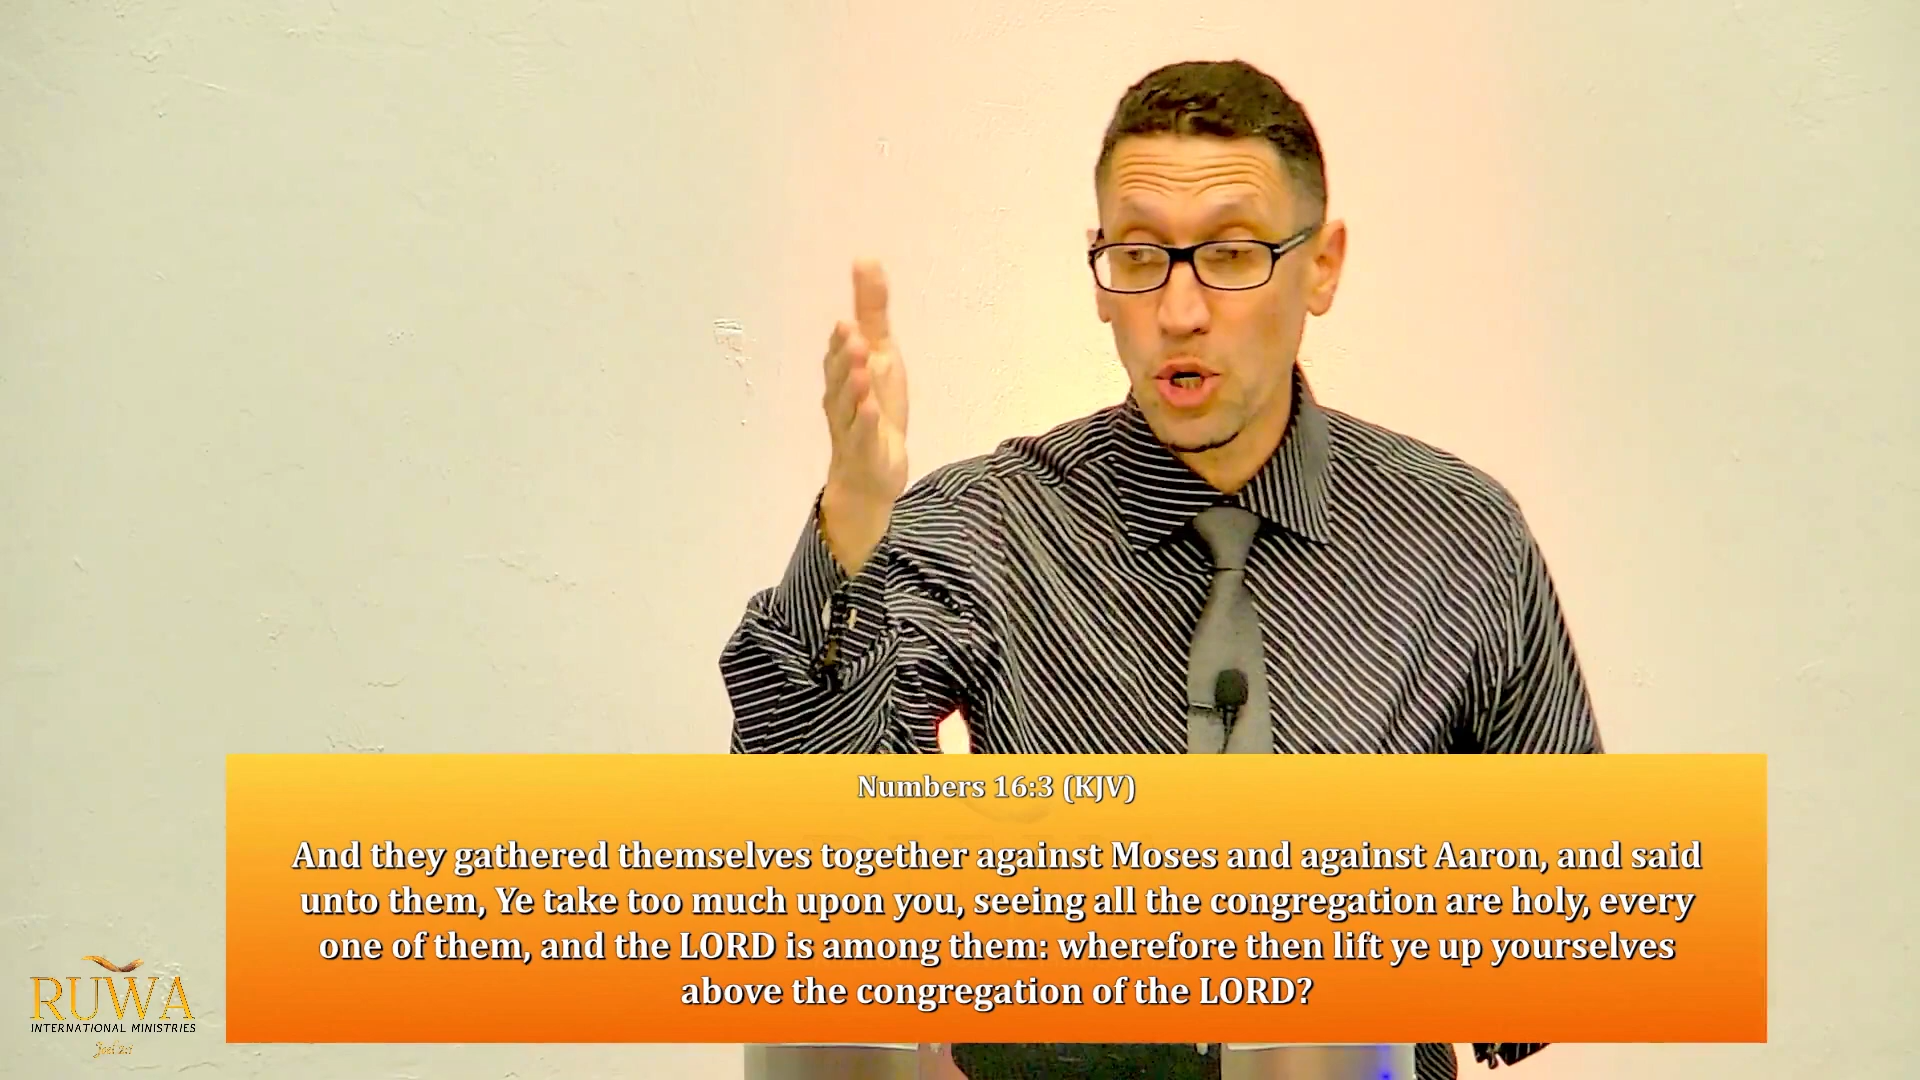 Numbers 16:3 (KJV)
And they gathered themselves together against Moses and against Aaron, and said
unto them, Ye take too much upon you, seeing all the congregation are holy, every
one of them, and the LORD is among them: wherefore then lift ye up yourselves
above the congregation of the LORD?
RUWA
INTERNATIONAL MINISTRIES